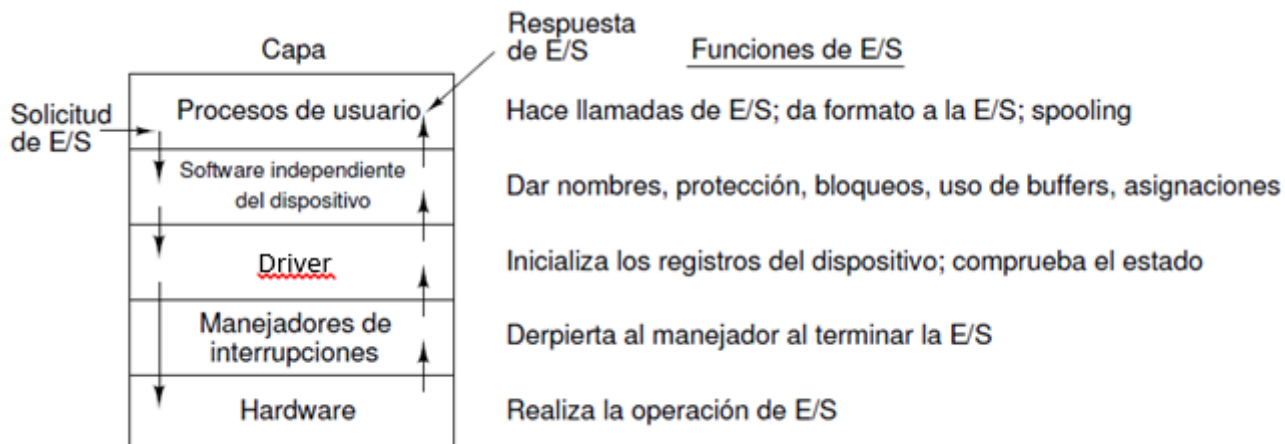 Capa
Respuesta
de E/S
Funciones de E/S
Solicitud
de E/S
Procesos de usuario
Hace llamadas de E/S; da formato a la E/S; spooling
Software independiente
del dispositivo
Dar nombres, protección, bloqueos, uso de buffers, asignaciones
Driver
Inicializa los registros del dispositivo; comprueba el estado
Manejadores de
interrupciones
Derpierta al manejador al terminar la E/S
Hardware
Realiza la operación de E/S